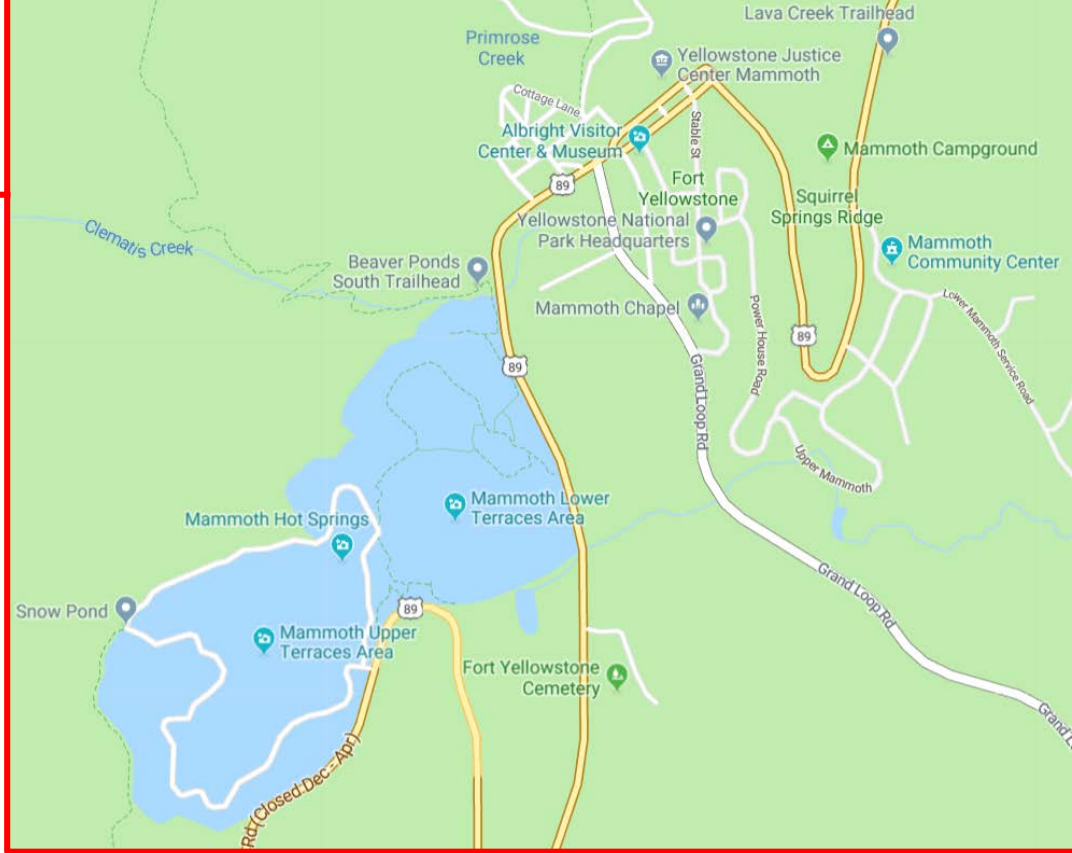 Lava Creek Trailhead
Primrose
Creek
Yellowstone Justice
Center Mammoth
Cottage Lane
Albright Visitor
Center & Museum
Stable St
Mammoth Campground
89
Fort
Yellowstone
Squirrel
Springs Ridge
Clematis Creek
Yellowstone National
Park Headquarters
Mammoth
Community Center
Beaver Ponds
South Trailhead
Mammoth Chapel
Power House Road
Lower Mammoth Service Road
89
89
Grand Loop Rd
Upper Mammoth
Mammoth Lower
Terraces Area
Mammoth Hot Springs
Grand Loop Rd
Snow Pond
89
Mammoth Upper
Terraces Area
Fort Yellowstone
Cemetery
Grand L
Rd (Closed Dec - Apr)